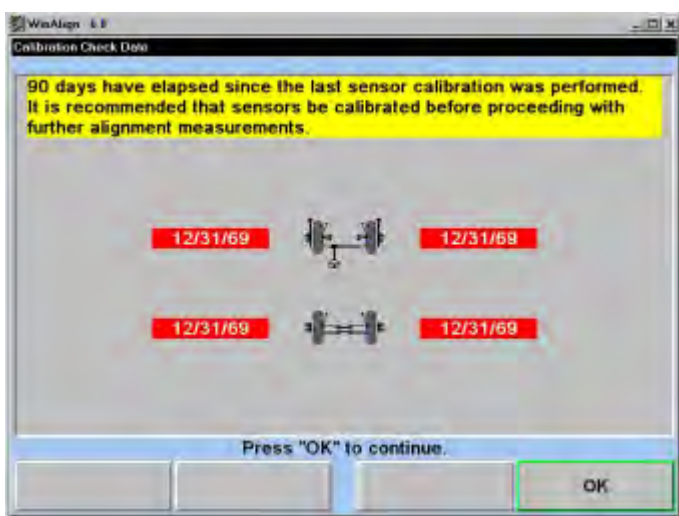 WinAlign 6.0
Calibration Check Date
90 days have elapsed since the last sensor calibration was performed.
It is recommended that sensors be calibrated before proceeding with
further alignment measurements.
12/31/69 12/31/69
12/31/69 12/31/69
Press "OK" to continue.
OK